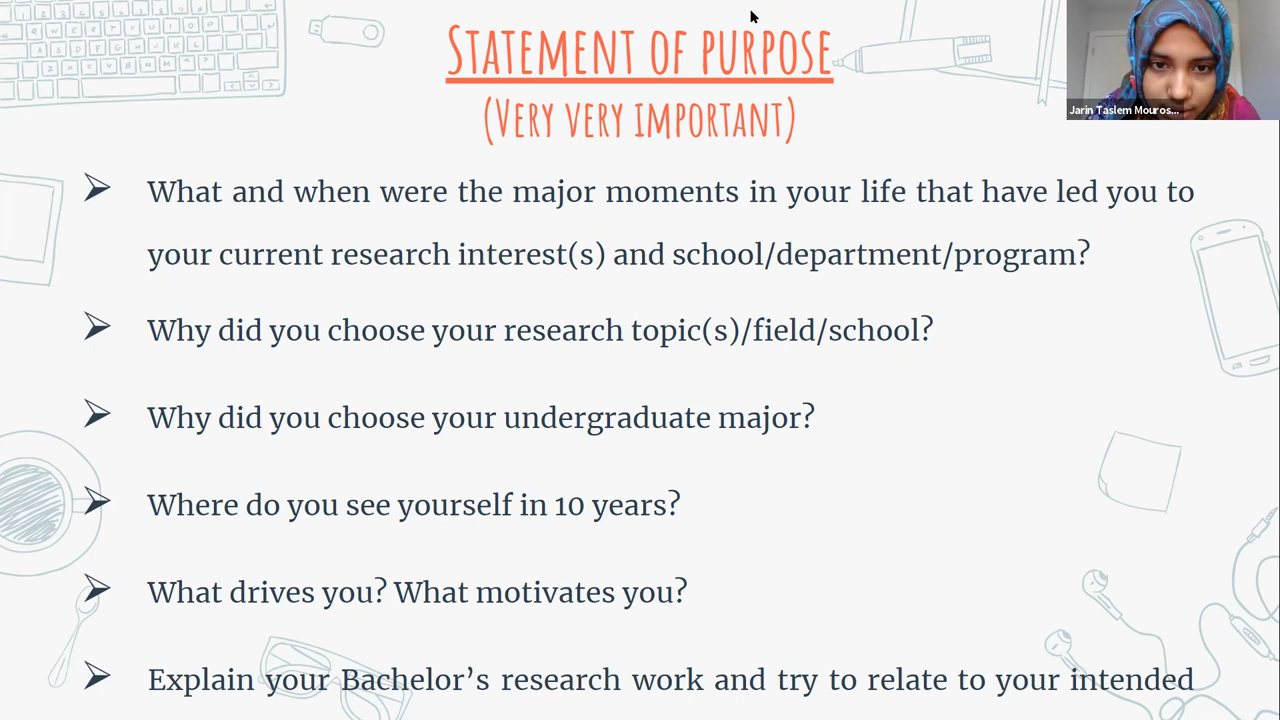 STATEMENT OF PURPOSE
(VERY VERY IMPORTANT)
Jarin Taslem Mouros...
➢ What and when were the major moments in your life that have led you to
your current research interest(s) and school/department/program?
➢ Why did you choose your research topic(s)/field/school?
➢ Why did you choose your undergraduate major?
➢ Where do you see yourself in 10 years?
➢ What drives you? What motivates you?
➢ Explain your Bachelor’s research work and try to relate to your intended